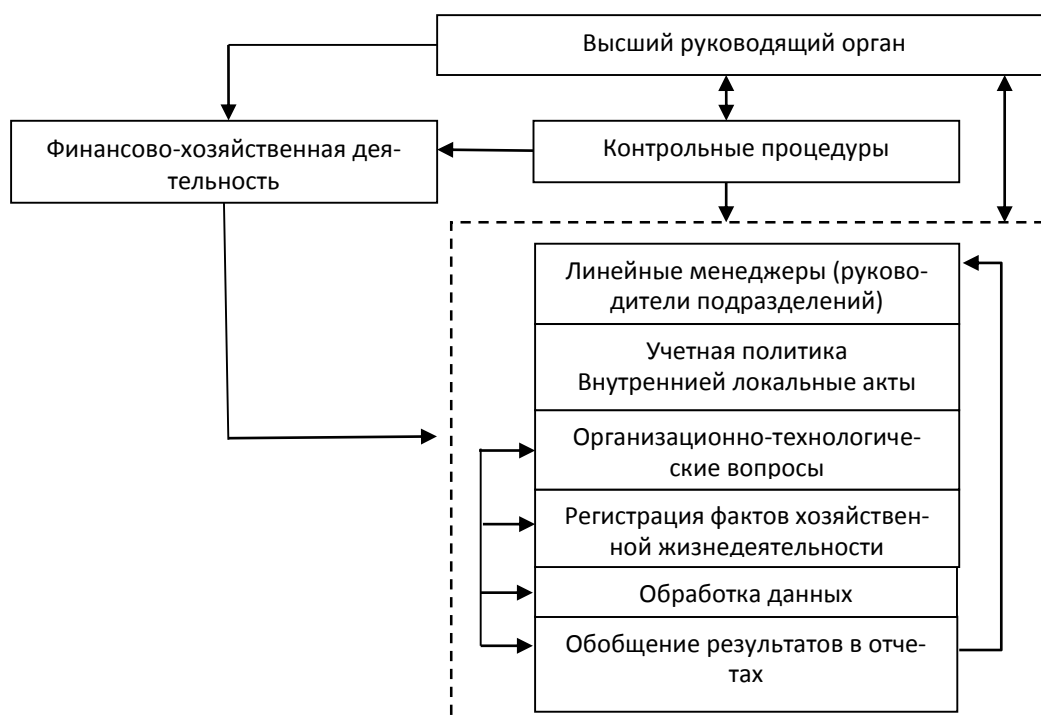 Высший руководящий орган
Финансово-хозяйственная дея-
тельность
Контрольные процедуры
Линейные менеджеры (руково-
дители подразделений)
Учетная политика
Внутреннией локальные акты
Организационно-технологиче-
ские вопросы
Регистрация фактов хозяйствен-
ной жизнедеятельности
Обработка данных
Обобщение результатов в отче-
тах